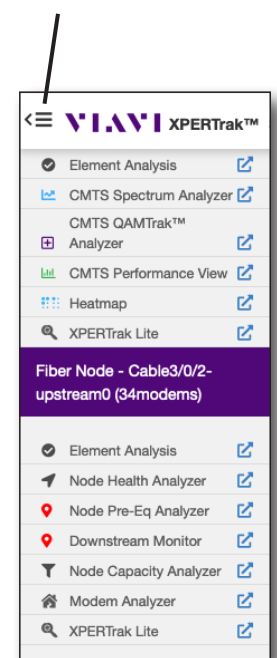 VIAVI XPERTrak™
Element Analysis
CMTS Spectrum Analyzer
CMTS QAMTrak™
Analyzer
CMTS Performance View
Heatmap
XPERTrak Lite
Fiber Node - Cable3/0/2-
upstream0 (34modems)
Element Analysis
Node Health Analyzer
Node Pre-Eq Analyzer
Downstream Monitor
Node Capacity Analyzer
Modem Analyzer
XPERTrak Lite